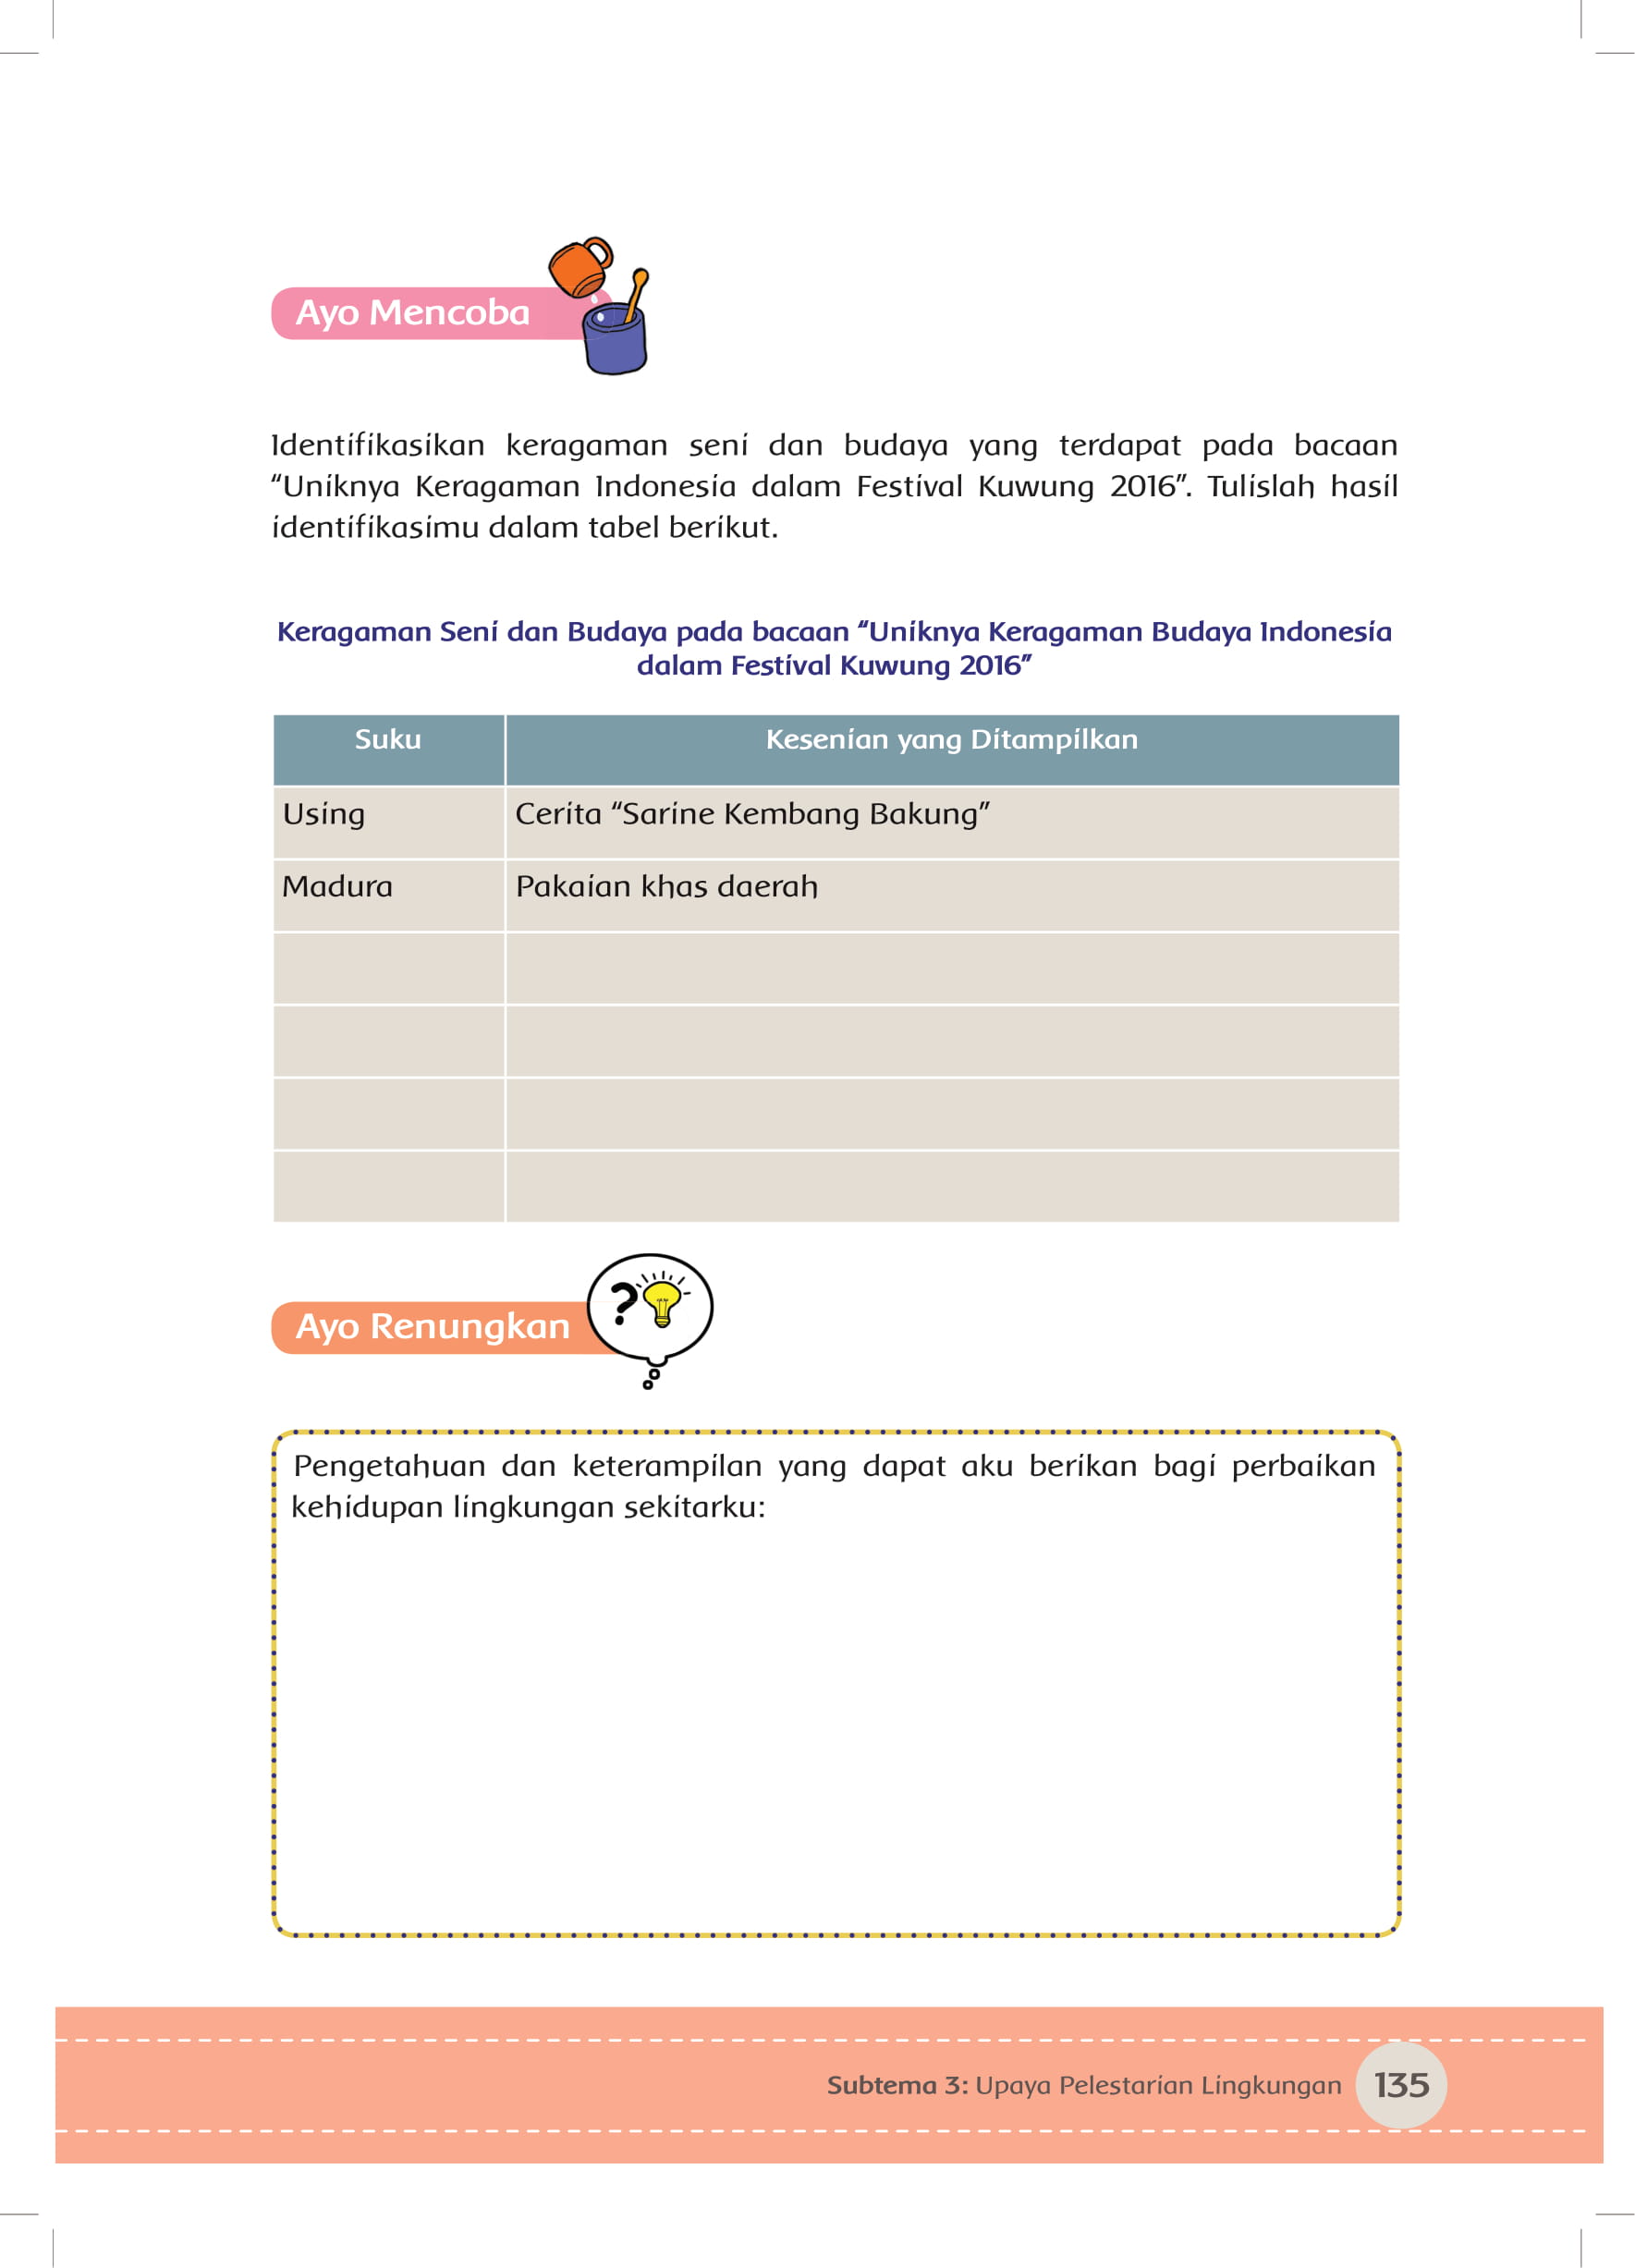 Ayo Mencoba
Identifikasikan keragaman seni dan budaya yang terdapat pada bacaan
“Uniknya Keragaman Indonesia dalam Festival Kuwung 2016”. Tulislah hasil
identifikasimu dalam tabel berikut.
Keragaman Seni dan Budaya pada bacaan “Uniknya Keragaman Budaya Indonesia
dalam Festival Kuwung 2016”
Suku Kesenian yang Ditampilkan
Using Cerita “Sarine Kembang Bakung”
Madura Pakaian khas daerah
?
Ayo Renungkan
Pengetahuan dan keterampilan yang dapat aku berikan bagi perbaikan
kehidupan lingkungan sekitarku:
Subtema 3: Upaya Pelestarian Lingkungan 135